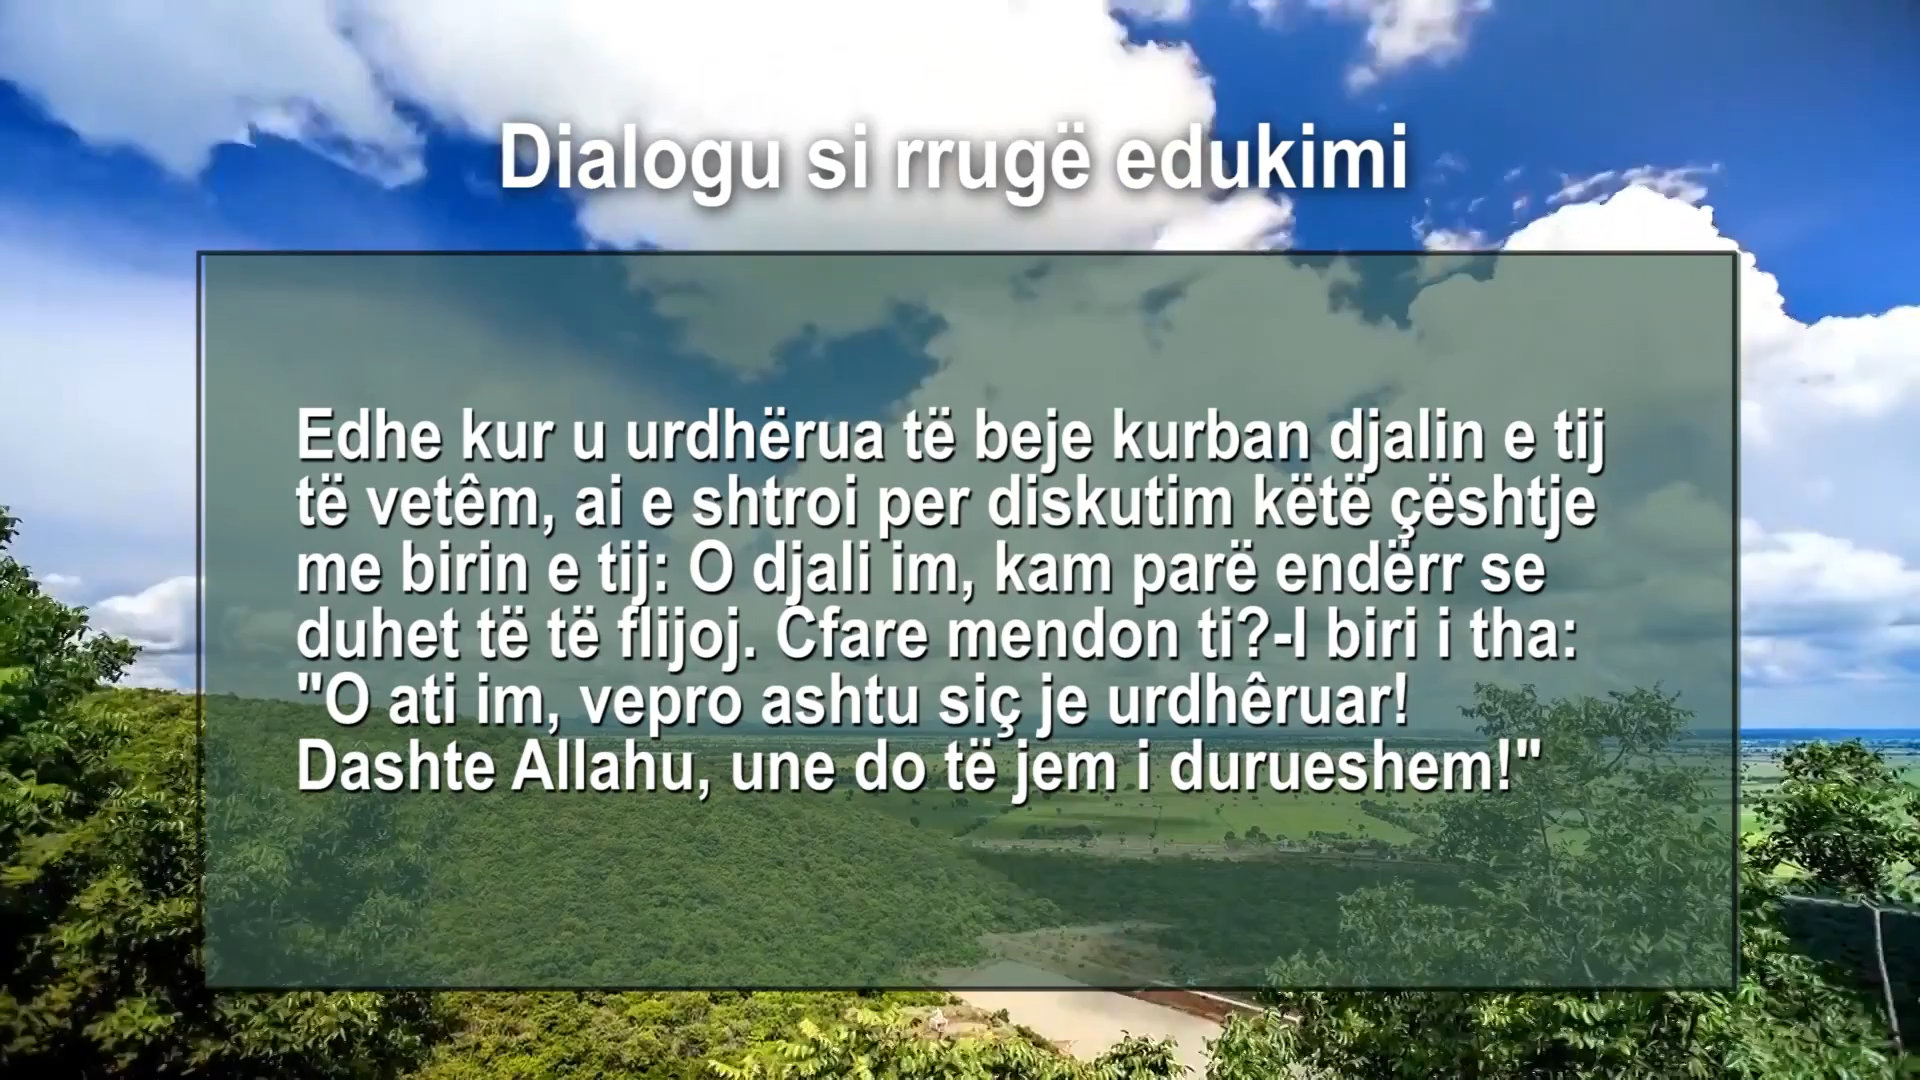 Dialogu si rrugë edukimi
Edhe kur u urdhërua të beje kurban djalin e tij
të vetêm, ai e shtroi per diskutim këtë çështje
me birin e tij: O djali im, kam parë endërr se
duhet të të flijoj. Cfare mendon ti?-I biri i tha:
"O ati im, vepro ashtu siç je urdhêruar!
Dashte Allahu, une do të jem i durueshem!"